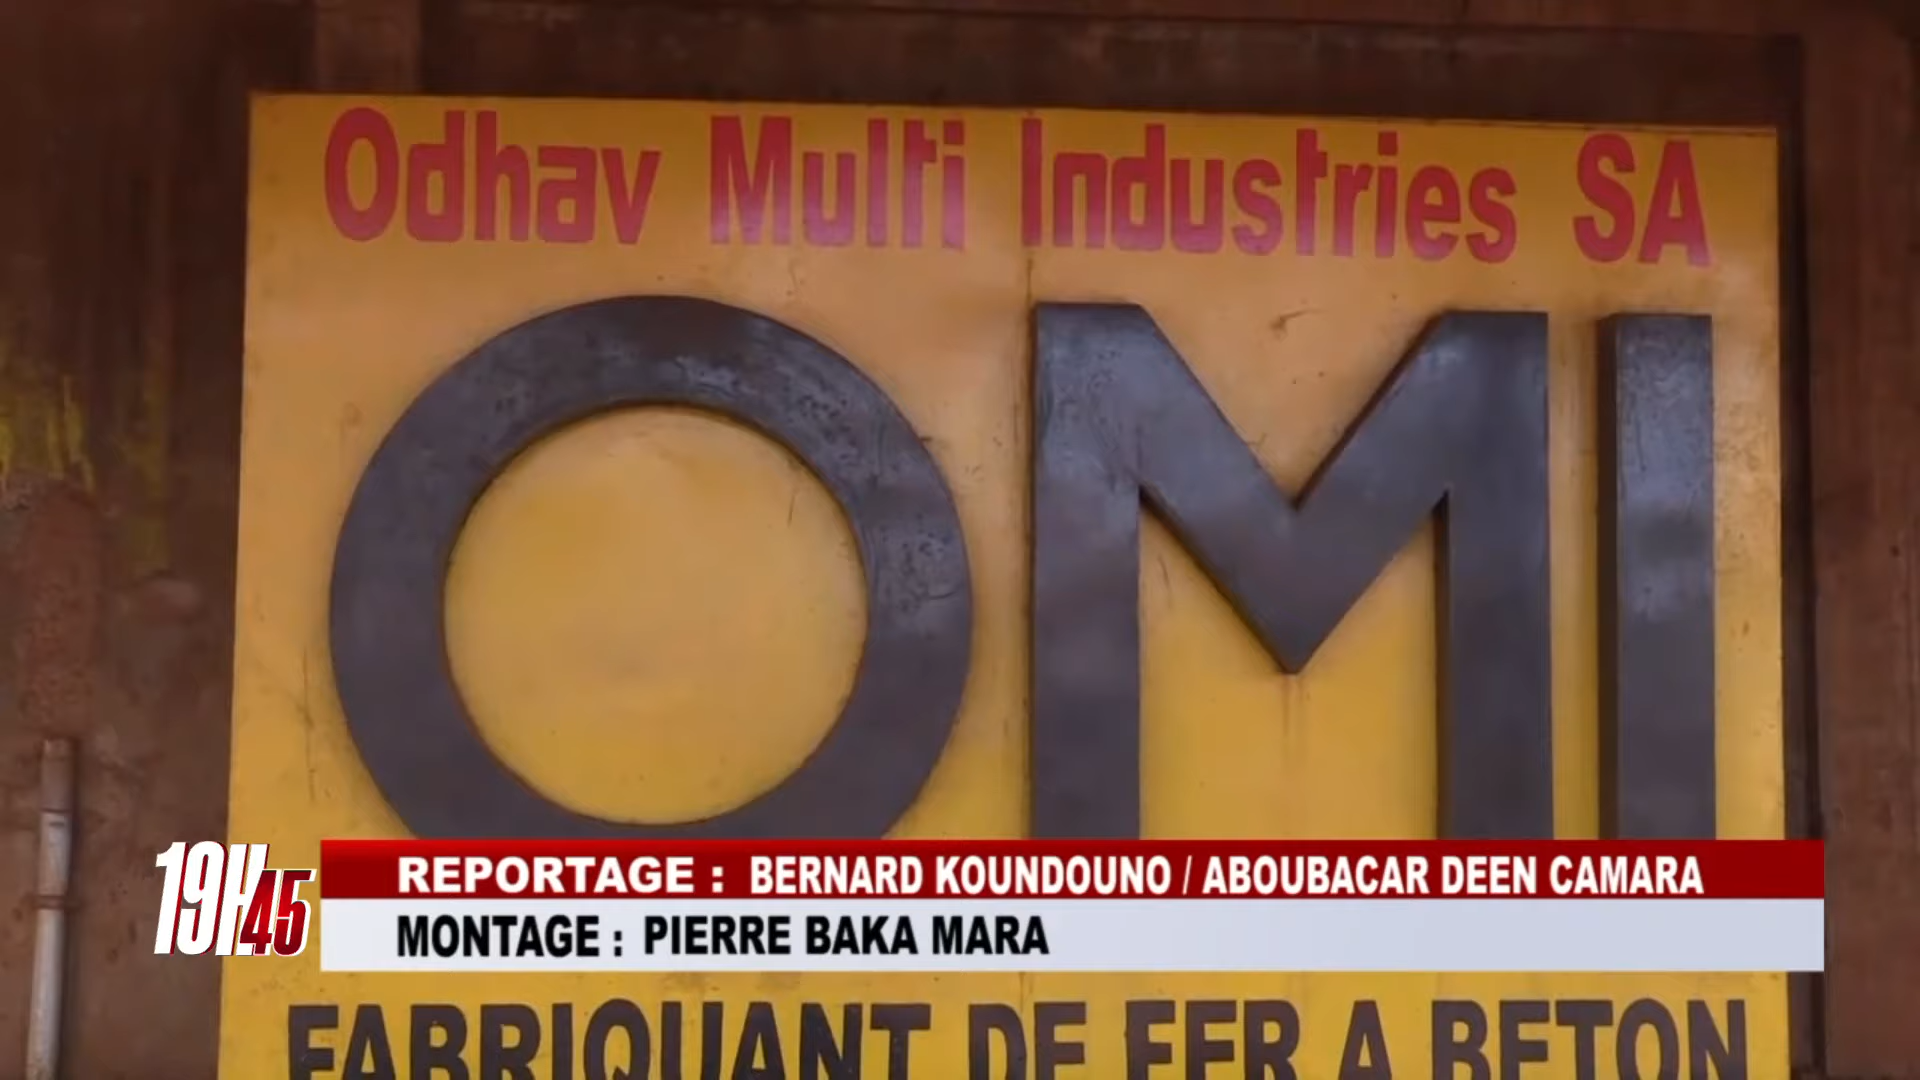 Odhav Multi Industries SA
OMI
19H45
REPORTAGE : BERNARD KOUNDOUNO / ABOUBACAR DEEN CAMARA
MONTAGE : PIERRE BAKA MARA
FABRIQUANT DE FER A BETON